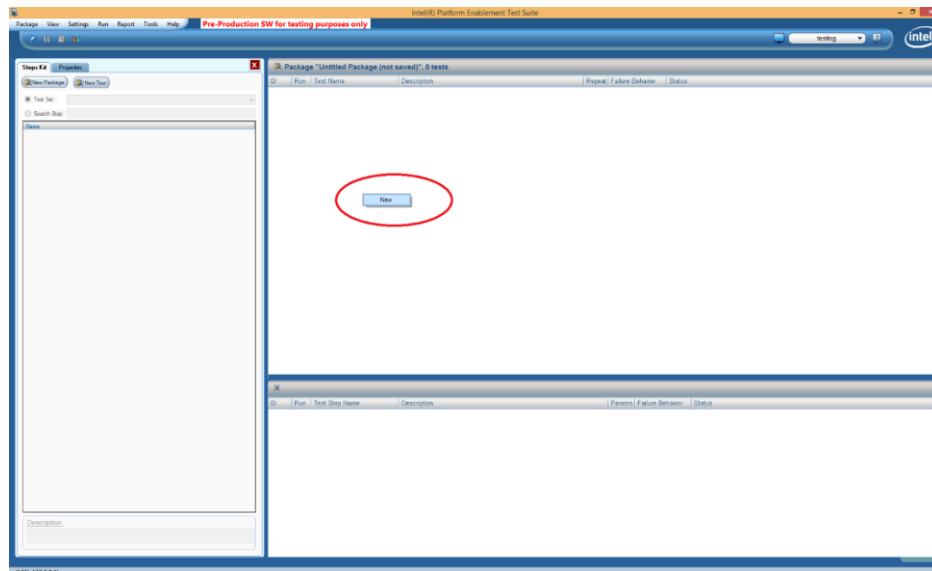 Intel(R) Platform Enablement Test Suite
Package View Settings Run Report Tools Help Pre-Production SW for testing purposes only
testing
intel
Steps Kit Properties
New Package New Test
Test Set:
Search Step:
Name
Description:
Package "Untitled Package (not saved)", 0 tests
ID Run Test Name Description Repeat Failure Behavior Status
New
ID Run Test Step Name Description Params Failure Behavior Status